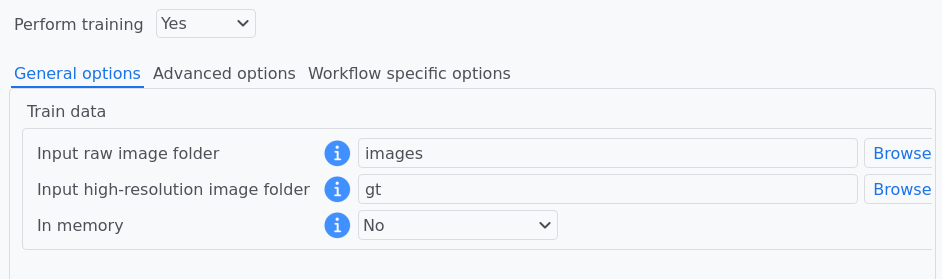 Perform training Yes
General options Advanced options Workflow specific options
Train data
Input raw image folder images Browse
Input high-resolution image folder gt Browse
In memory No